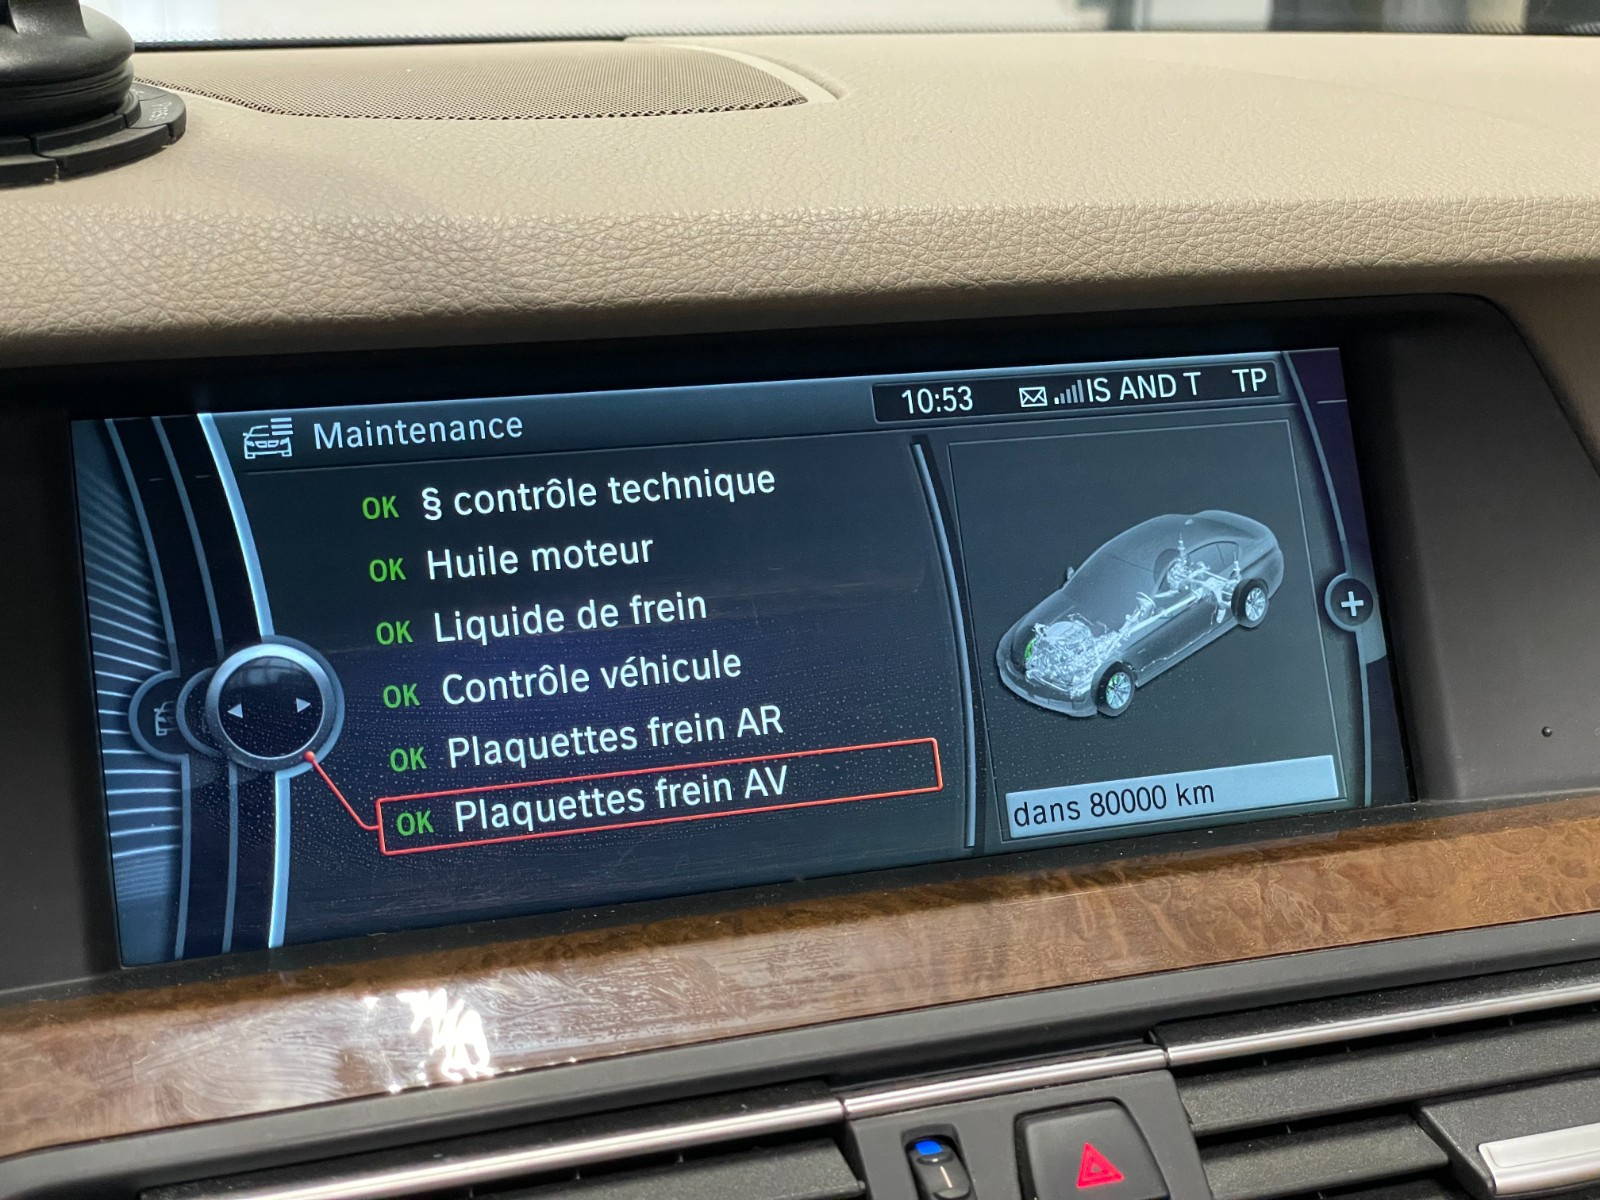 Maintenance
10:53 IS AND T TP
OK § contrôle technique
OK Huile moteur
OK Liquide de frein
OK Contrôle véhicule
OK Plaquettes frein AR
OK Plaquettes frein AV
dans 80000 km